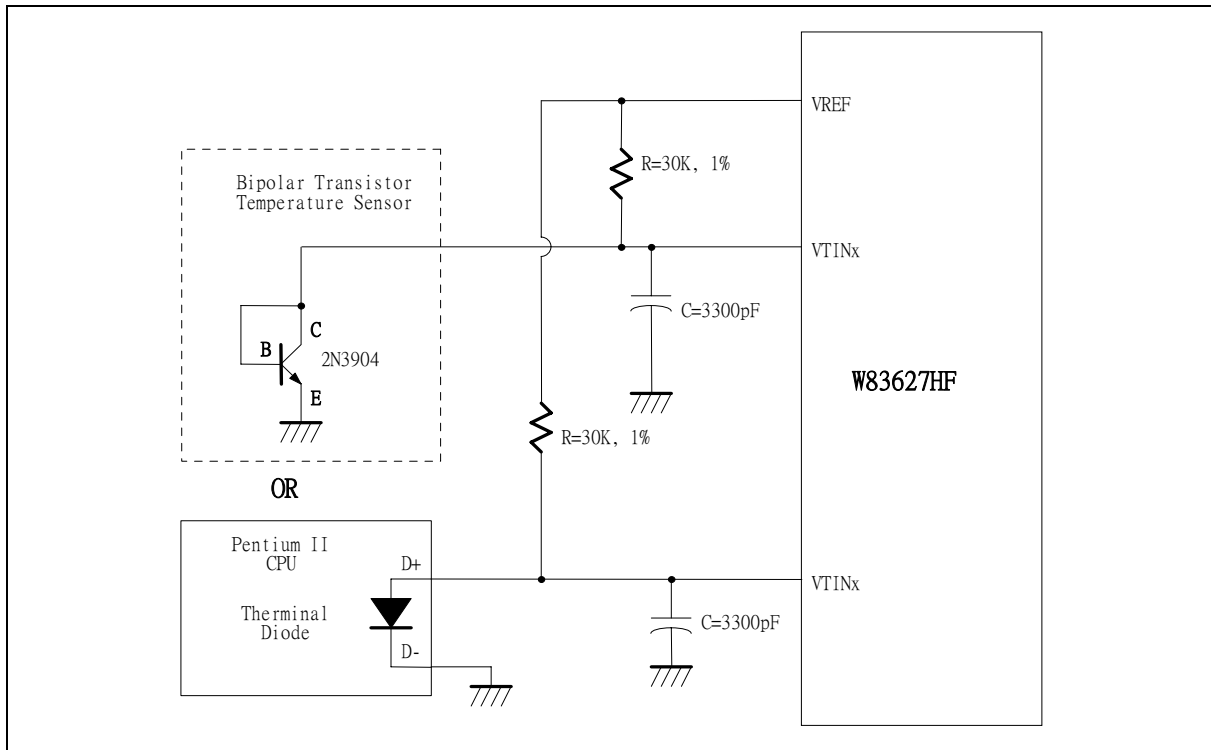 VREF
R=30K, 1%
Bipolar Transistor
Temperature Sensor
VTINx
C=3300pF
C
B
2N3904
E
W83627HF
R=30K, 1%
OR
Pentium II
CPU
D+
VTINx
Therminal
Diode
C=3300pF
D-